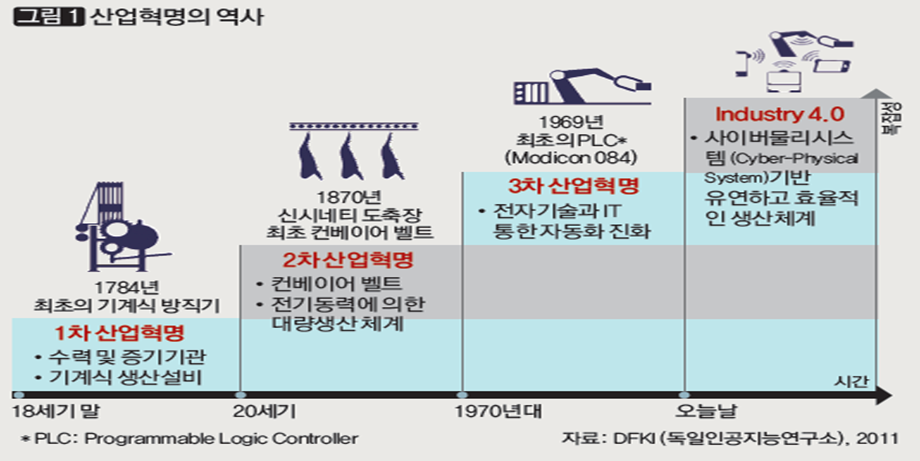 그림 1 산업혁명의 역사
1784년
최초의 기계식 방직기
1차 산업혁명
• 수력 및 증기기관
• 기계식 생산설비
1870년
신시네티 도축장
최초 컨베이어 벨트
2차 산업혁명
• 컨베이어 벨트
• 전기동력에 의한
대량생산 체계
1969년
최초의 PLC*
(Modicon 084)
3차 산업혁명
• 전자기술과 IT
통한 자동화 진화
Industry 4.0
• 사이버물리시스
템 (Cyber-Physical
System)기반
유연하고 효율적
인 생산체계
복잡성
시간
18세기 말
20세기
1970년대
오늘날
* PLC: Programmable Logic Controller
자료: DFKI (독일인공지능연구소), 2011